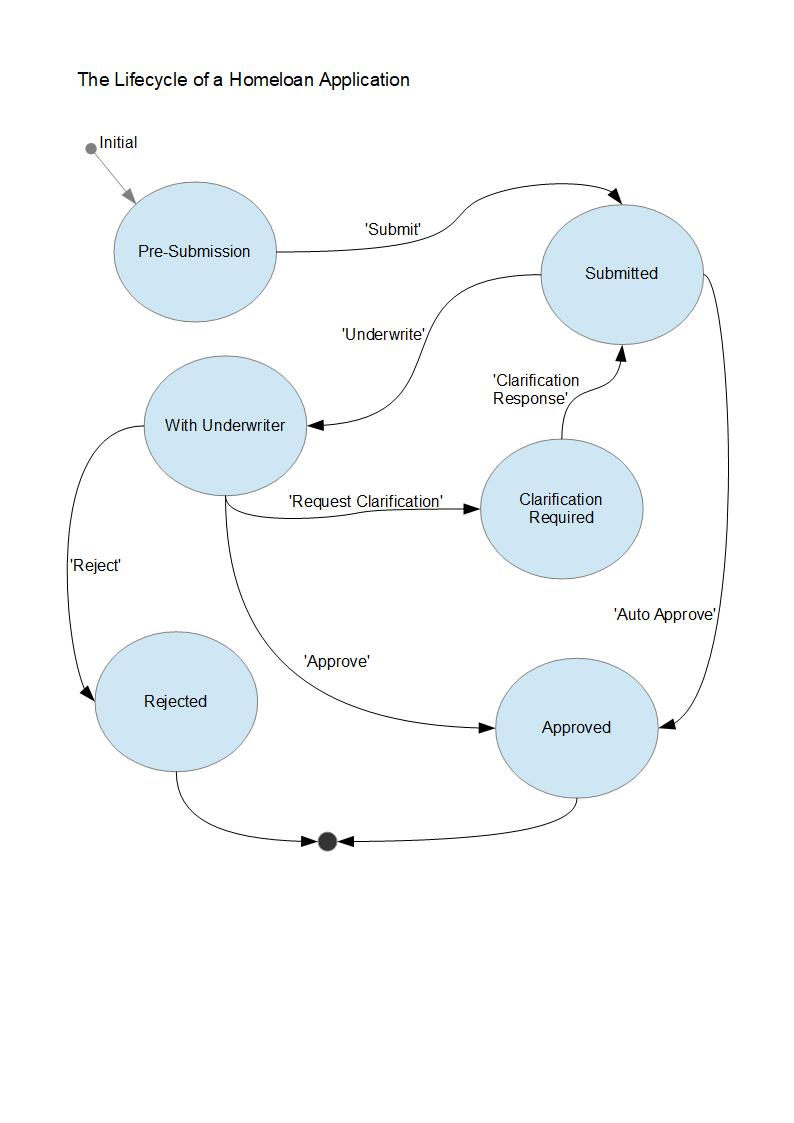 The Lifecycle of a Homeloan Application
Initial
Pre-Submission
'Submit'
Submitted
'Underwrite'
'Clarification
Response'
With Underwriter
'Request Clarification'
Clarification
Required
'Reject'
'Auto Approve'
'Approve'
Rejected
Approved